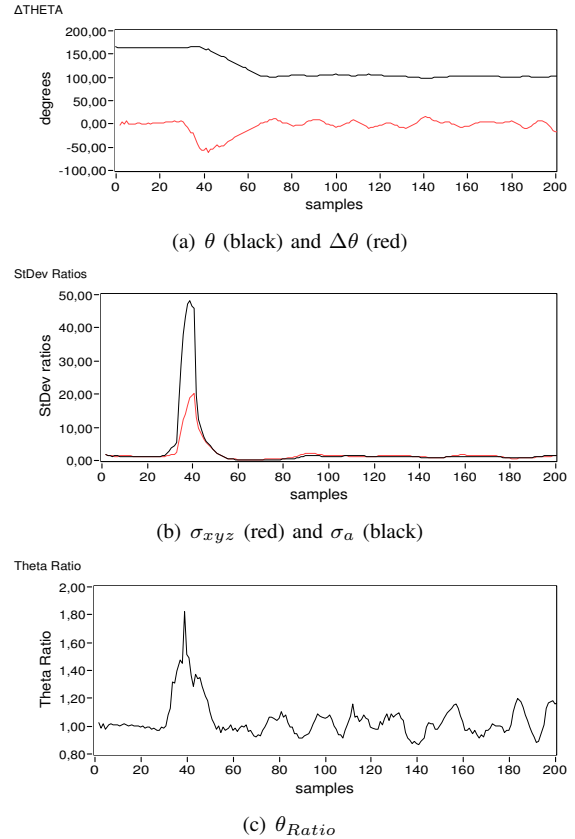 ΔTHETA
200,00
150,00
100,00
50,00
0,00
-50,00
-100,00
degrees
0 20 40 60 80 100 120 140 160 180 200
samples
(a) θ (black) and Δθ (red)
StDev Ratios
50,00
40,00
30,00
20,00
10,00
0,00
StDev ratios
0 20 40 60 80 100 120 140 160 180 200
samples
(b) σxyz (red) and σa (black)
Theta Ratio
2,00
1,80
1,60
1,40
1,20
1,00
0,80
Theta Ratio
0 20 40 60 80 100 120 140 160 180 200
samples
(c) θRatio